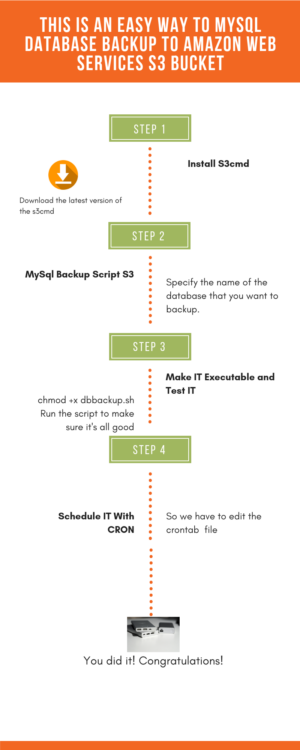 THIS IS AN EASY WAY TO MYSQL
DATABASE BACKUP TO AMAZON WEB
SERVICES S3 BUCKET
STEP 1
Install S3cmd
Download the latest version of
the s3cmd
STEP 2
MySql Backup Script S3
Specify the name of the
database that you want to
backup.
STEP 3
Make IT Executable and
Test IT
chmod +x dbbackup.sh
Run the script to make
sure it's all good
STEP 4
Schedule IT With
CRON
So we have to edit the
crontab file
You did it! Congratulations!